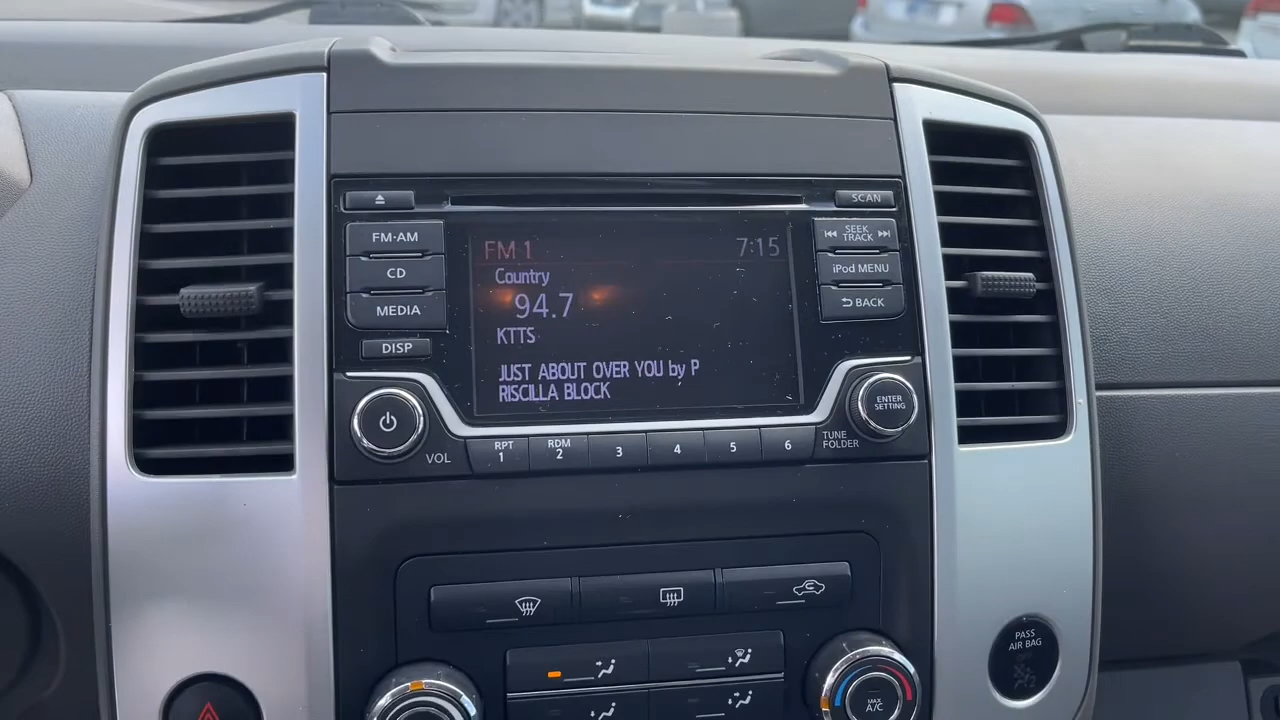 SCAN
FM·AM
CD
MEDIA
DISP
FM 1 7:15
Country
94.7
KTTS
JUST ABOUT OVER YOU by P
RISCILLA BLOCK
SEEK
TRACK
iPod MENU
BACK
VOL
RPT
1
RDM
2
3
4
5
6
TUNE
FOLDER
ENTER
SETTING
PASS
AIR BAG
MAX
A/C